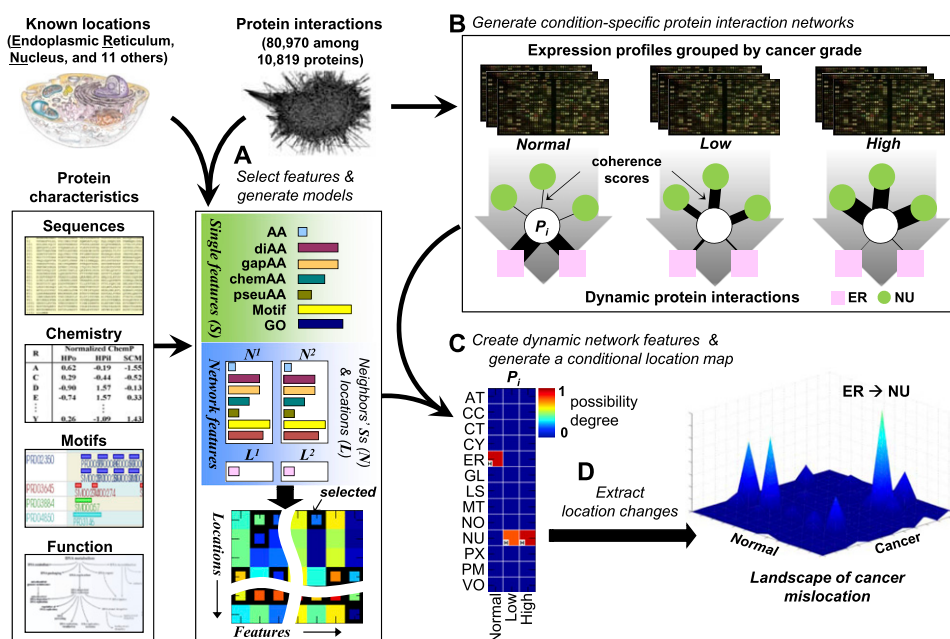 Known locations
(Endoplasmic Reticulum,
Nucleus, and 11 others)
Protein interactions
(80,970 among
10,819 proteins)
A
Select features &
generate models
Protein
characteristics
Sequences
Chemistry
R
Normalized ChemP
HPo HPil SCM
A 0.62 -0.19 -1.55
C 0.29 -0.44 -0.52
D -0.90 1.57 -0.13
E -0.74 1.57 0.33
Y 0.26 -1.09 1.43
Motifs
PRD02350
PRD03645
PRD03884
PRD04850
Function
Single features (S)
AA
diAA
gapAA
chemAA
pseuAA
Motif
GO
Network features
N1
N2
L1
L2
Neighbors' Ss (N)
& locations (L)
selected
Locations
Features
B
Generate condition-specific protein interaction networks
Expression profiles grouped by cancer grade
Normal
Low
High
coherence
scores
Pi
Dynamic protein interactions
ER
NU
C
Create dynamic network features &
generate a conditional location map
Pi
AT
CC
CT
CY
ER
GL
LS
MT
NO
NU
PX
PM
VO
Normal
Low
High
1
possibility
degree
0
D
Extract
location changes
ER → NU
Normal
Cancer
Landscape of cancer
mislocation